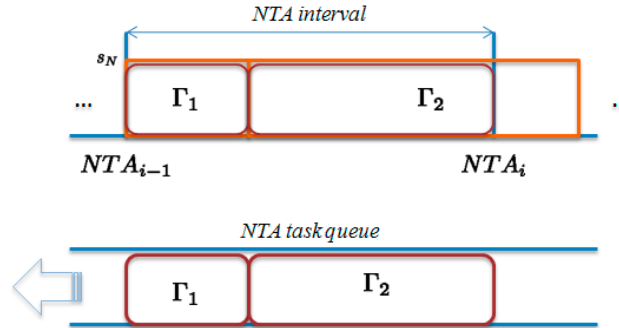 NTA interval
s_N
... Γ₁ Γ₂ .
NTA_{i−1} NTA_i
NTA task queue
Γ₁ Γ₂